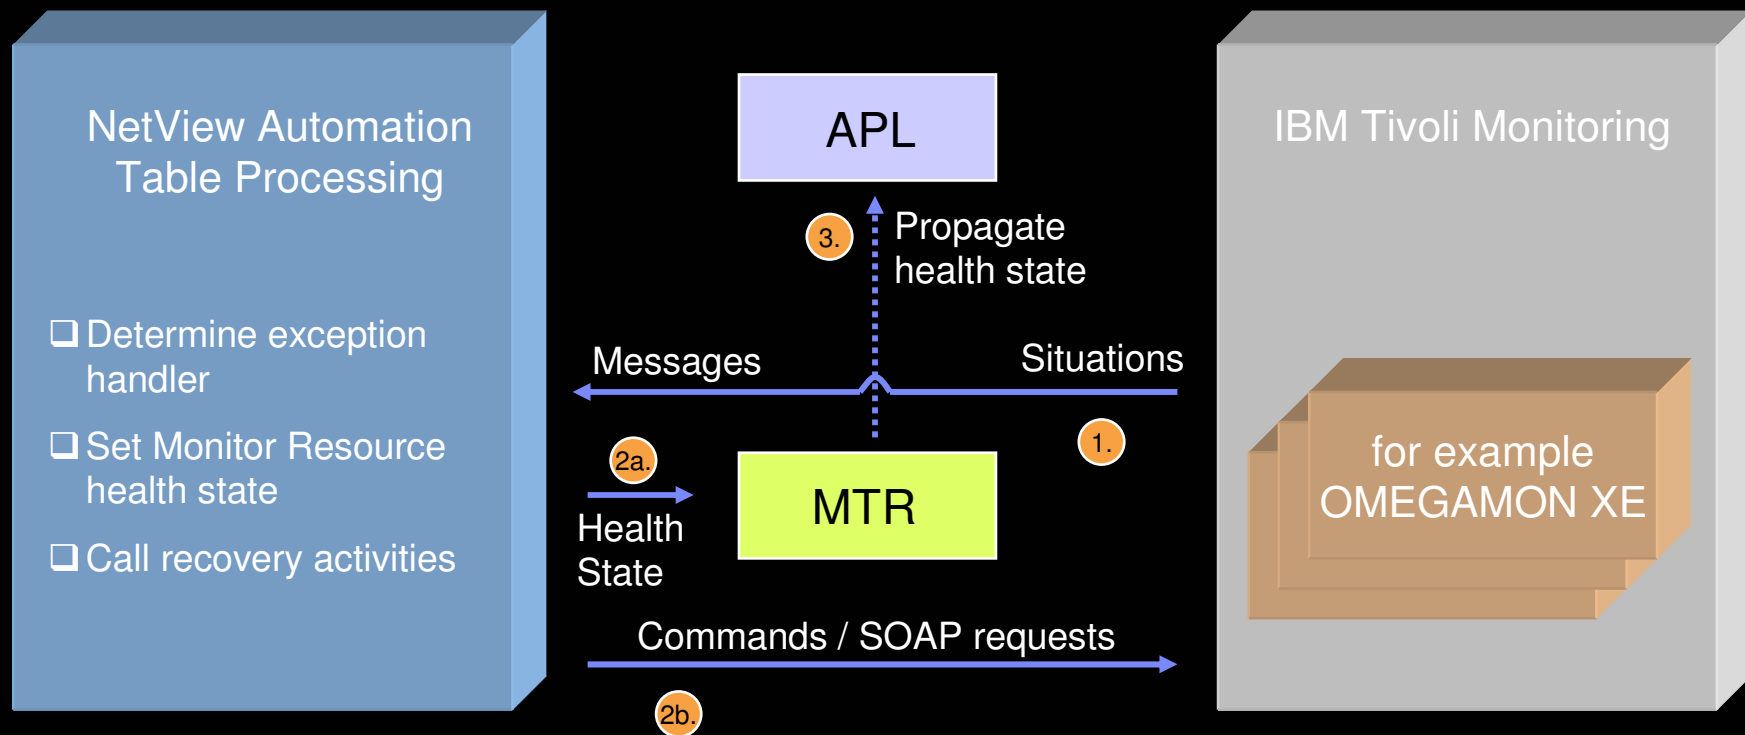 NetView Automation
Table Processing
❑ Determine exception
handler
❑ Set Monitor Resource
health state
❑ Call recovery activities
APL
3.
Propagate
health state
Messages
Situations
1.
2a.
Health
State
MTR
Commands / SOAP requests
2b.
IBM Tivoli Monitoring
for example
OMEGAMON XE